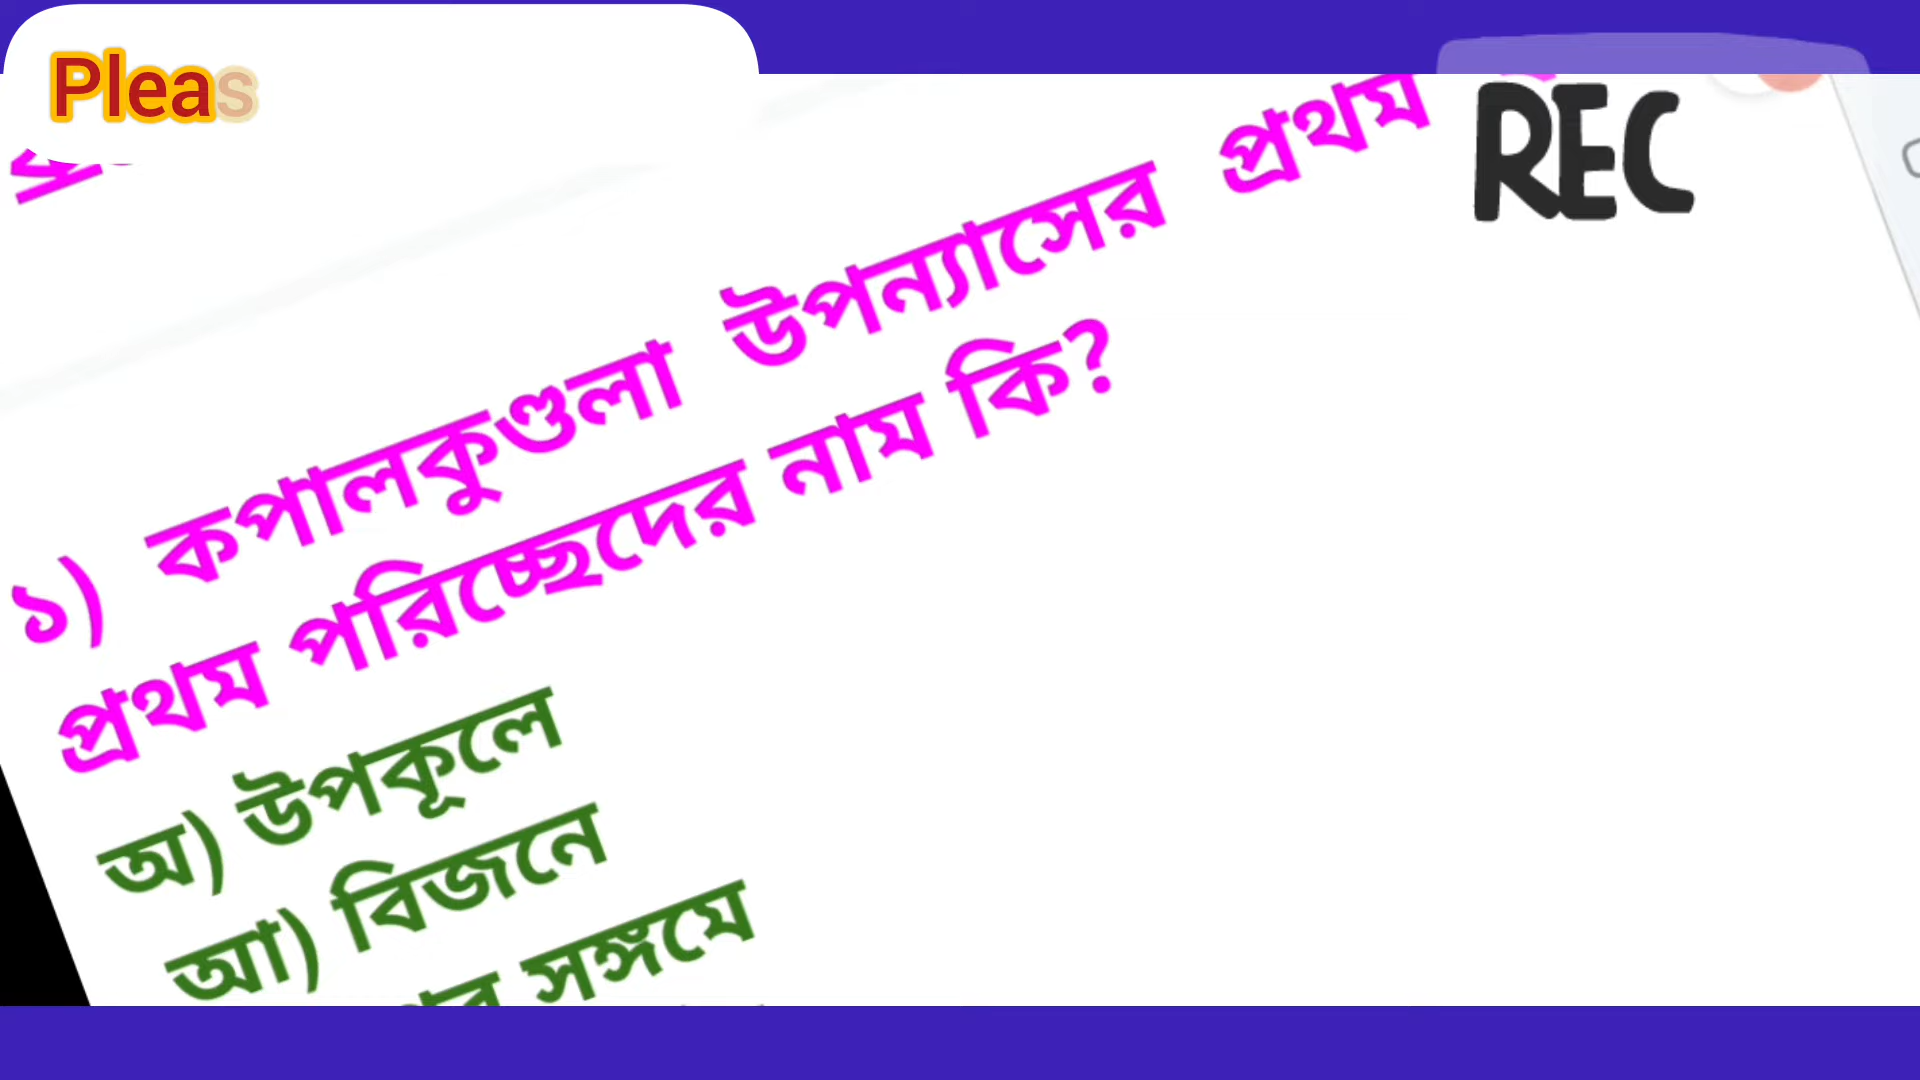 Pleas
REC
১) কপালকুণ্ডলা উপন্যাসের প্রথম
প্রথম পরিচ্ছেদের নাম কি?
অ) উপকূলে
আ) বিজনে
সঙ্গমে